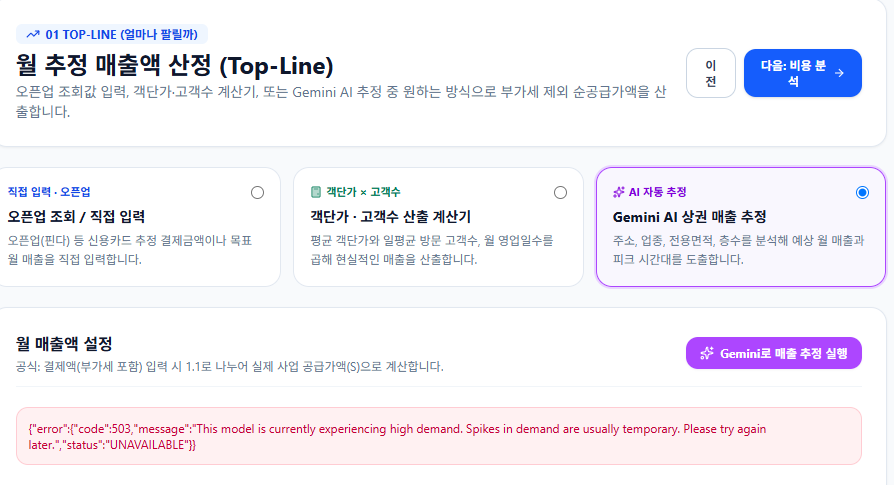 01 TOP-LINE (얼마나 팔릴까)
월 추정 매출액 산정 (Top-Line)
오픈업 조회값 입력, 객단가·고객수 계산기, 또는 Gemini AI 추정 중 원하는 방식으로 부가세 제외 순공급가액을 산
출합니다.
이
전
다음: 비용 분
석
직접 입력 · 오픈업
오픈업 조회 / 직접 입력
오픈업(핀다) 등 신용카드 추정 결제금액이나 목표
월 매출을 직접 입력합니다.
객단가 × 고객수
객단가 · 고객수 산출 계산기
평균 객단가와 일평균 방문 고객수, 월 영업일수를
곱해 현실적인 매출을 산출합니다.
AI 자동 추정
Gemini AI 상권 매출 추정
주소, 업종, 전용면적, 층수를 분석해 예상 월 매출과
피크 시간대를 도출합니다.
월 매출액 설정
공식: 결제액(부가세 포함) 입력 시 1.1로 나누어 실제 사업 공급가액(S)으로 계산합니다.
Gemini로 매출 추정 실행
{"error":{"code":503,"message":"This model is currently experiencing high demand. Spikes in demand are usually temporary. Please try again
later.","status":"UNAVAILABLE"}}